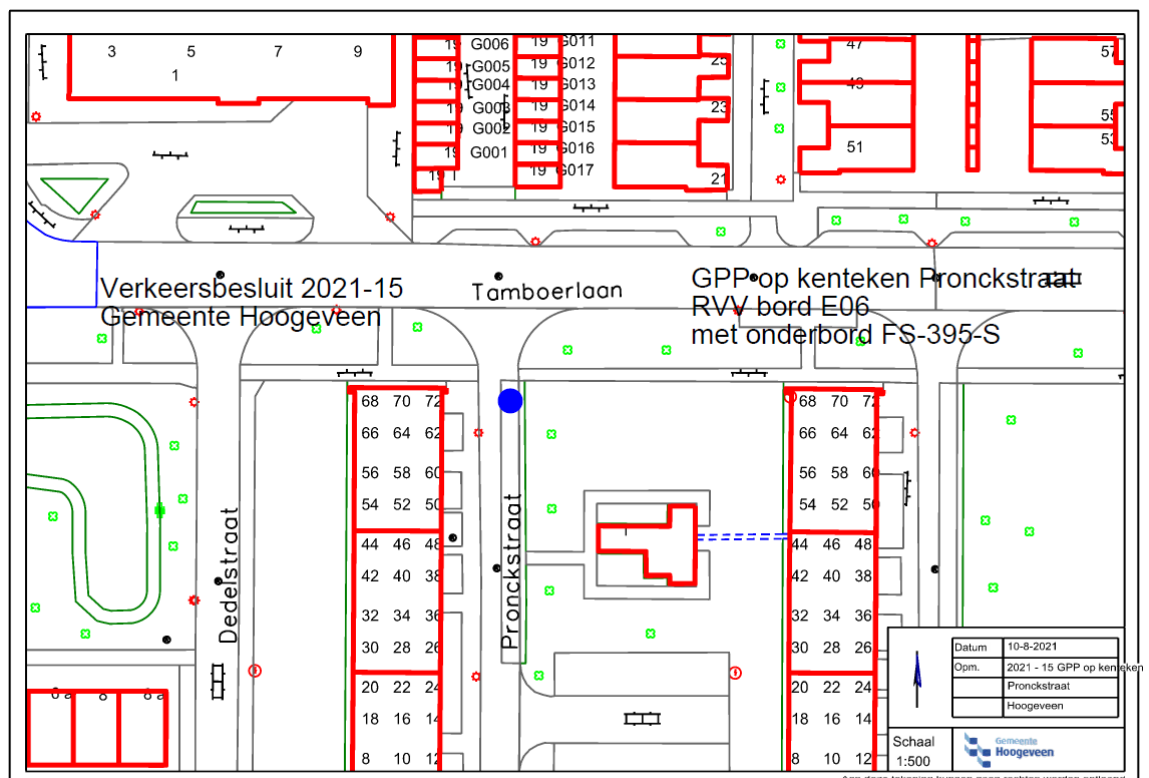 3 5 7 9
1
19 G006
19 G005
19 G004
19 G003
19 G002
19 G001
19 I
19 G011
19 G012
19 G013
19 G014
19 G015
19 G016
19 G017
25
23
21
47
49
51
57
55
53
Verkeersbesluit 2021-15
Gemeente Hoogeveen
Tamboerlaan
GPP op kenteken Pronckstraat
RVV bord E06
met onderbord FS-395-S
68 70 72
66 64 62
56 58 60
54 52 50
44 46 48
42 40 38
32 34 36
30 28 26
20 22 24
18 16 14
8 10 12
Dedelstraat
Pronckstraat
68 70 72
66 64 62
56 58 60
54 52 50
44 46 48
42 40 38
32 34 36
30 28 26
20 22 24
18 16 14
8 10 12
6a 8 8a
Datum 10-8-2021
Opm. 2021 - 15 GPP op kenteken
Pronckstraat
Hoogeveen
Schaal
1:500
Gemeente
Hoogeveen